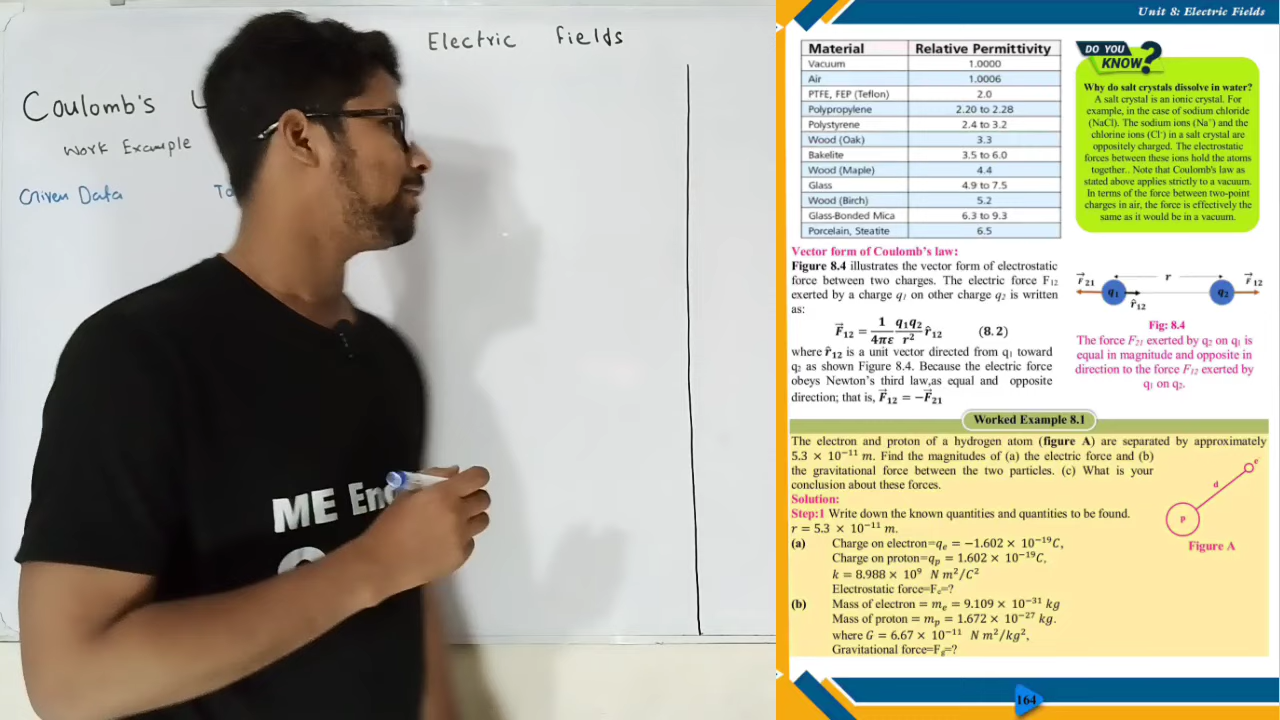 Electric fields
Coulomb's
Work Example
Given Data
ME
Unit 8: Electric Fields
Material Relative Permittivity
Vacuum 1.0000
Air 1.0006
PTFE, FEP (Teflon) 2.0
Polypropylene 2.20 to 2.28
Polystyrene 2.4 to 3.2
Wood (Oak) 3.3
Bakelite 3.5 to 6.0
Wood (Maple) 4.4
Glass 4.9 to 7.5
Wood (Birch) 5.2
Glass-Bonded Mica 6.3 to 9.3
Porcelain, Steatite 6.5
DO YOU
KNOW?
Why do salt crystals dissolve in water?
A salt crystal is an ionic crystal. For
example, in the case of sodium chloride
(NaCl). The sodium ions (Na⁺) and the
chlorine ions (Cl⁻) in a salt crystal are
oppositely charged. The electrostatic
forces between these ions hold the atoms
together.. Note that Coulomb's law as
stated above applies strictly to a vacuum.
In terms of the force between two-point
charges in air, the force is effectively the
same as it would be in a vacuum.
Vector form of Coulomb's law:
Figure 8.4 illustrates the vector form of electrostatic
force between two charges. The electric force F₁₂
exerted by a charge q₁ on other charge q₂ is written
as:
F⃗₁₂ = 1/4πε q₁q₂/r² r̂₁₂ (8. 2)
where r̂₁₂ is a unit vector directed from q₁ toward
q₂ as shown Figure 8.4. Because the electric force
obeys Newton's third law,as equal and opposite
direction; that is, F⃗₁₂ = −F⃗₂₁
F⃗₂₁ r F⃗₁₂
q₁ q₂
r̂₁₂
Fig: 8.4
The force F₂₁ exerted by q₂ on q₁ is
equal in magnitude and opposite in
direction to the force F₁₂ exerted by
q₁ on q₂.
Worked Example 8.1
The electron and proton of a hydrogen atom (figure A) are separated by approximately
5.3 × 10⁻¹¹ m. Find the magnitudes of (a) the electric force and (b)
the gravitational force between the two particles. (c) What is your
conclusion about these forces.
Solution:
Step:1 Write down the known quantities and quantities to be found.
r = 5.3 × 10⁻¹¹ m.
(a) Charge on electron=qₑ = −1.602 × 10⁻¹⁹C,
Charge on proton=qₚ = 1.602 × 10⁻¹⁹C,
k = 8.988 × 10⁹ N m²/C²
Electrostatic force=Fₑ=?
(b) Mass of electron = mₑ = 9.109 × 10⁻³¹ kg
Mass of proton = mₚ = 1.672 × 10⁻²⁷ kg.
where G = 6.67 × 10⁻¹¹ N m²/kg²,
Gravitational force=F_g=?
e
d
P
Figure A
164